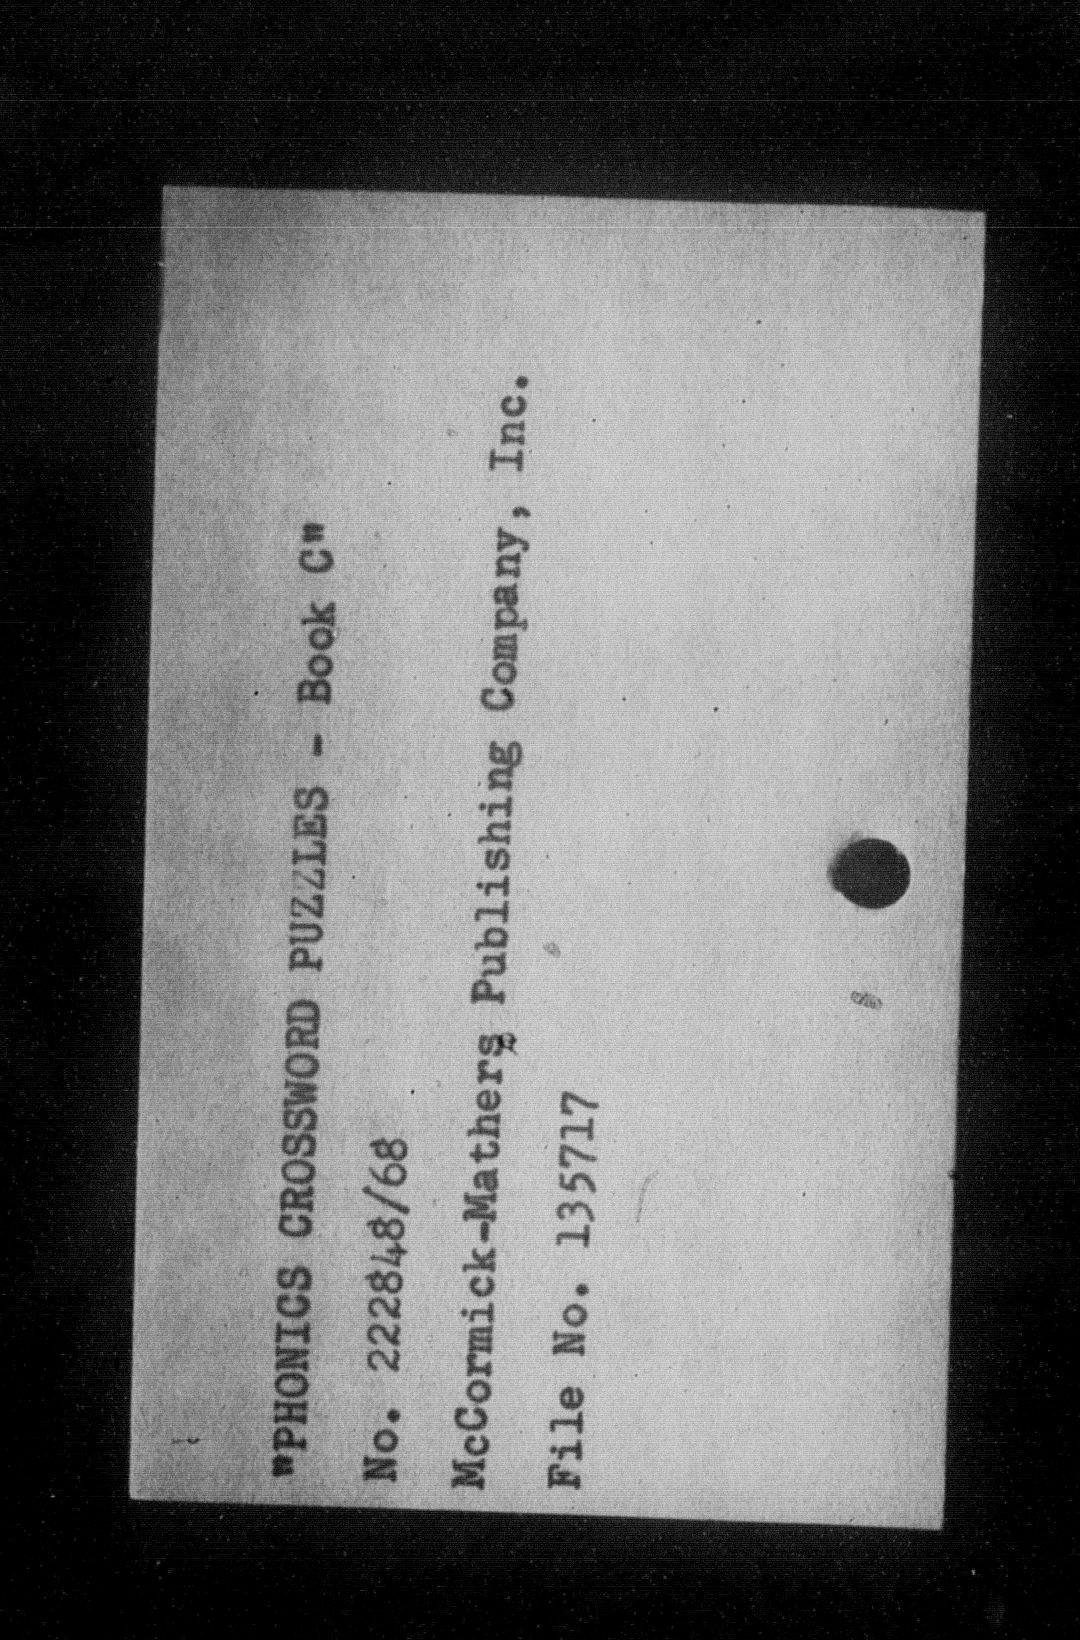 "PHONICS CROSSWORD PUZZLES - Book C"
No. 222848/68
McCormick-Mathers Publishing Company, Inc.
File No. 135717